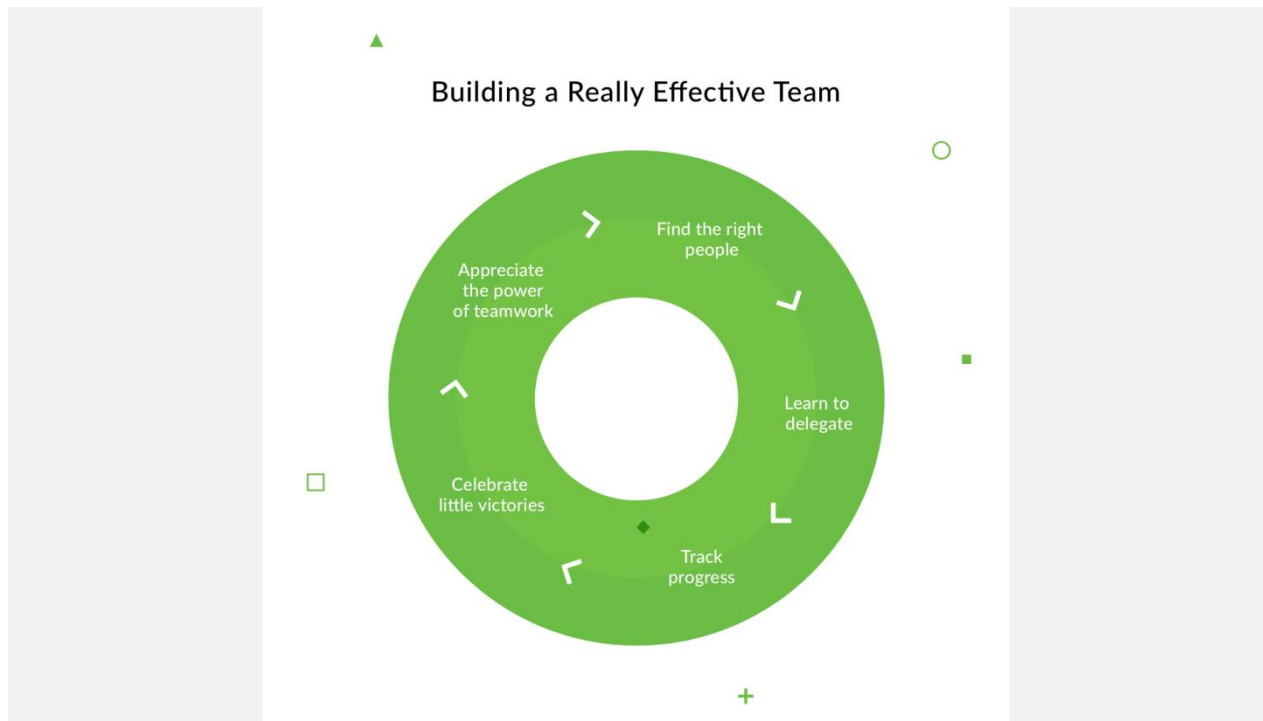 Building a Really Effective Team
Find the right
people
Learn to
delegate
Track
progress
Celebrate
little victories
Appreciate
the power
of teamwork